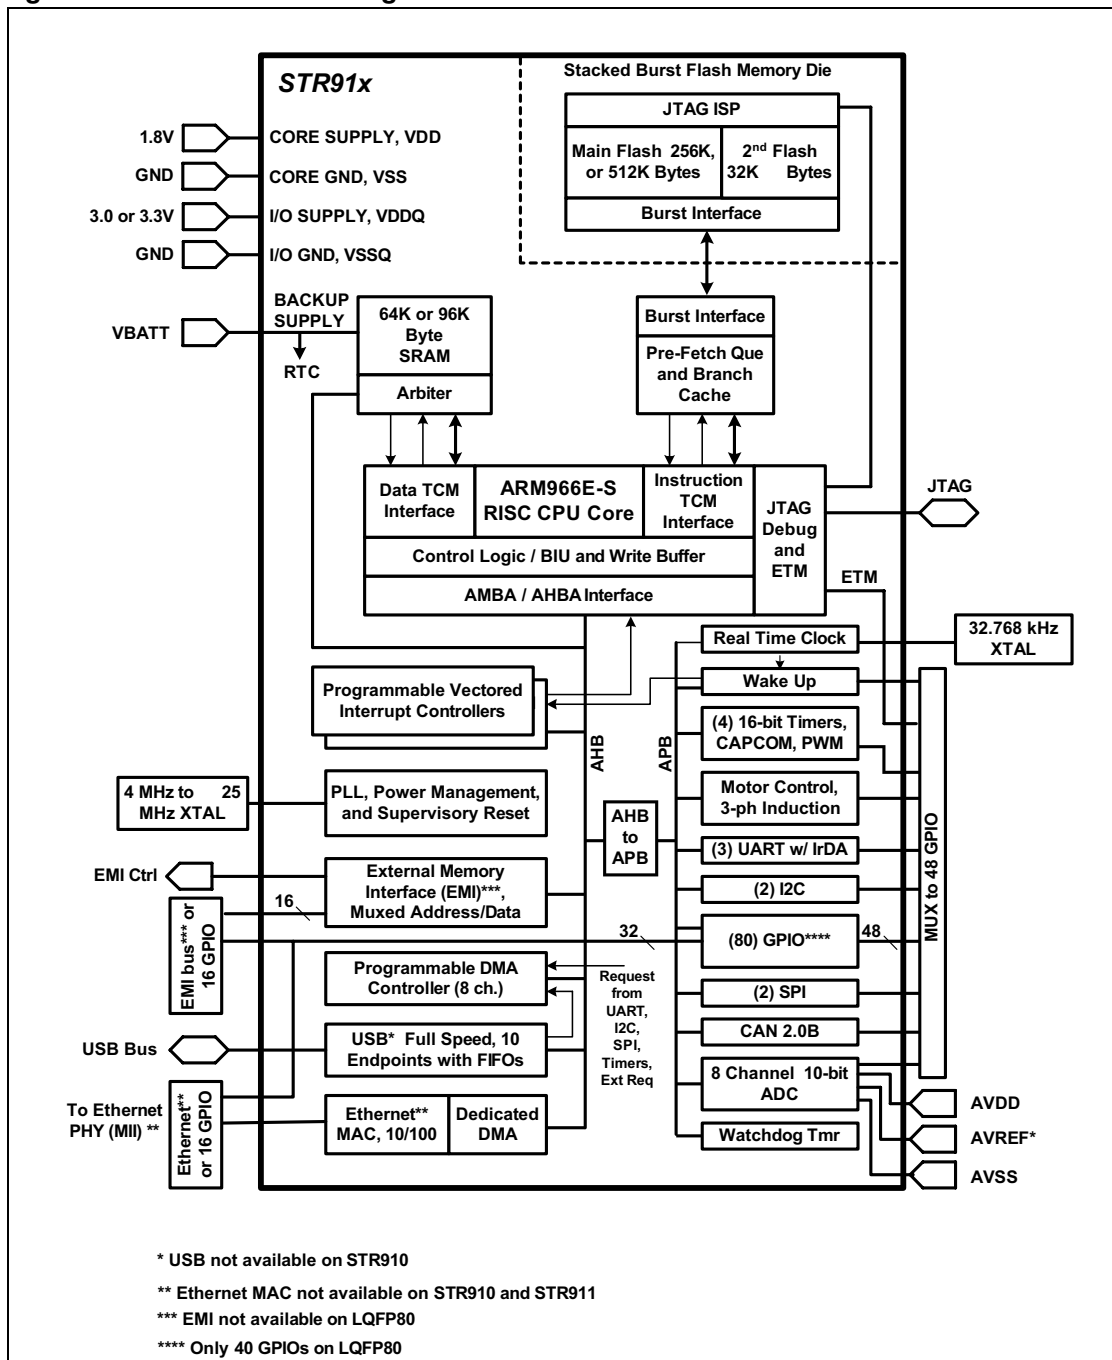 STR91x
Stacked Burst Flash Memory Die
JTAG ISP
Main Flash 256K,
or 512K Bytes
2nd Flash
32K Bytes
Burst Interface
1.8V
CORE SUPPLY, VDD
GND
CORE GND, VSS
3.0 or 3.3V
I/O SUPPLY, VDDQ
GND
I/O GND, VSSQ
BACKUP
SUPPLY
VBATT
RTC
64K or 96K
Byte
SRAM
Arbiter
Burst Interface
Pre-Fetch Que
and Branch
Cache
Data TCM
Interface
ARM966E-S
RISC CPU Core
Instruction
TCM
Interface
JTAG
Debug
and
ETM
JTAG
Control Logic / BIU and Write Buffer
AMBA / AHBA Interface
ETM
Real Time Clock
32.768 kHz
XTAL
Wake Up
Programmable Vectored
Interrupt Controllers
(4) 16-bit Timers,
CAPCOM, PWM
AHB
APB
4 MHz to 25
MHz XTAL
PLL, Power Management,
and Supervisory Reset
Motor Control,
3-ph Induction
AHB
to
APB
(3) UART w/ IrDA
MUX to 48 GPIO
EMI Ctrl
External Memory
Interface (EMI)***,
Muxed Address/Data
(2) I2C
16
EMI bus*** or
16 GPIO
32
(80) GPIO****
48
Programmable DMA
Controller (8 ch.)
Request
from
UART,
I2C,
SPI,
Timers,
Ext Req
(2) SPI
USB Bus
USB* Full Speed, 10
Endpoints with FIFOs
CAN 2.0B
8 Channel 10-bit
ADC
To Ethernet
PHY (MII) **
Ethernet**
or 16 GPIO
Ethernet**
MAC, 10/100
Dedicated
DMA
Watchdog Tmr
AVDD
AVREF*
AVSS
* USB not available on STR910
** Ethernet MAC not available on STR910 and STR911
*** EMI not available on LQFP80
**** Only 40 GPIOs on LQFP80